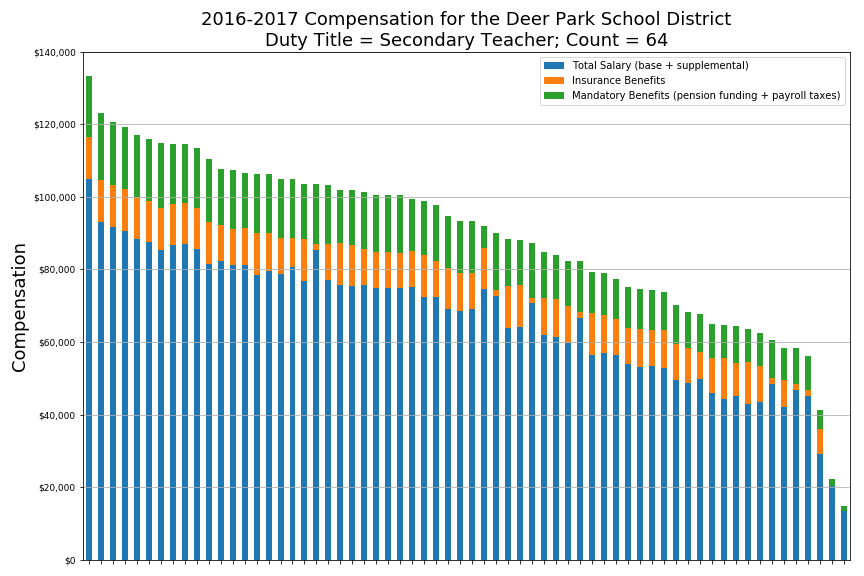 2016-2017 Compensation for the Deer Park School District
Duty Title = Secondary Teacher; Count = 64
Total Salary (base + supplemental)
Insurance Benefits
Mandatory Benefits (pension funding + payroll taxes)
$140,000
$120,000
$100,000
$80,000
$60,000
$40,000
$20,000
$0
Compensation